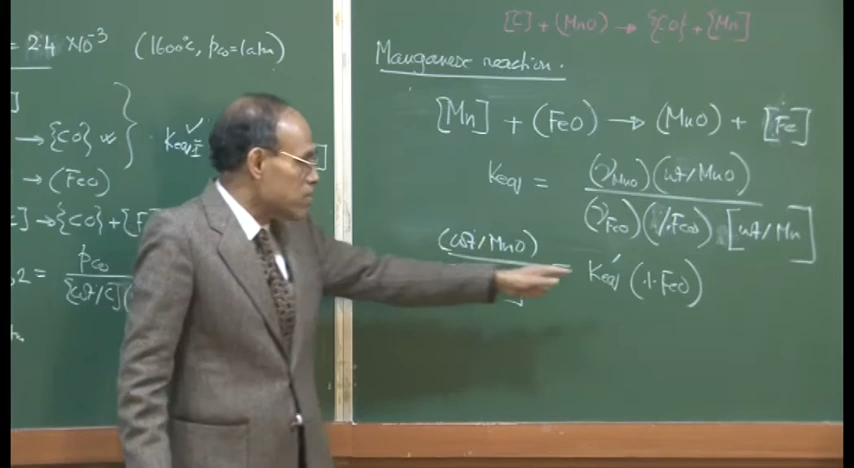 = 2.4 × 10⁻³ (1600°C, pco = 1atm)
]
→ {CO}
→ (FeO)
→ {CO} + [F
2 = pco / {wt/C](
Keq I
]
[C] + (MnO) → {CO} + [Mn]
Manganese reaction.
[Mn] + (FeO) → (MnO) + [Fe]
Keq = (γMnO)(wt/MnO)
(γFeO)(%FeO) [wt/Mn]
(wt/MnO) = K'eq (%FeO)